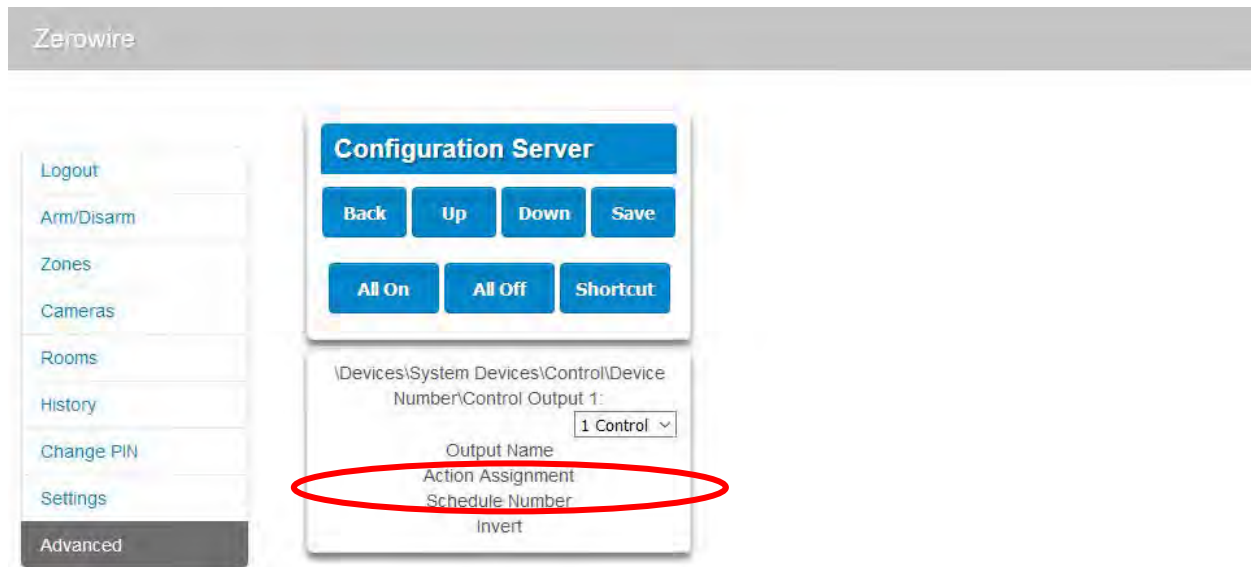 Zerowire
Logout
Arm/Disarm
Zones
Cameras
Rooms
History
Change PIN
Settings
Advanced
Configuration Server
Back Up Down Save
All On All Off Shortcut
\Devices\System Devices\Control\Device
Number\Control Output 1:
1 Control
Output Name
Action Assignment
Schedule Number
Invert